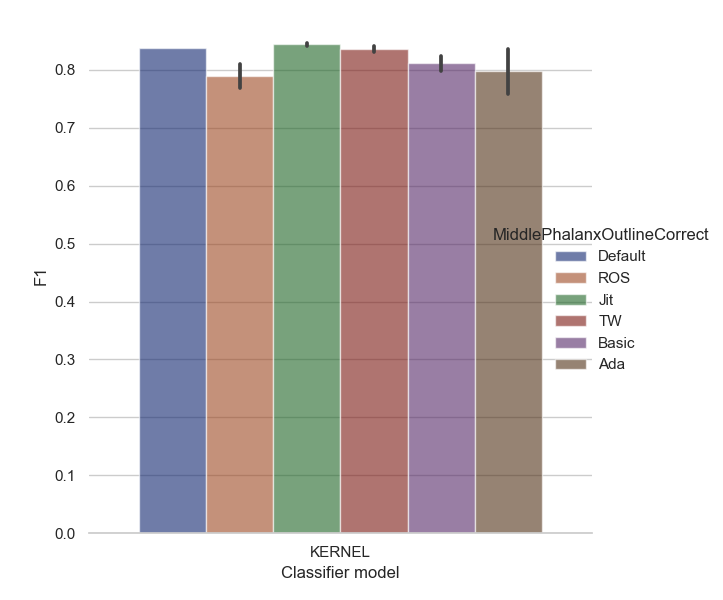 0.8
0.7
0.6
0.5
0.4
0.3
0.2
0.1
0.0
F1
KERNEL
Classifier model
MiddlePhalanxOutlineCorrect
Default
ROS
Jit
TW
Basic
Ada